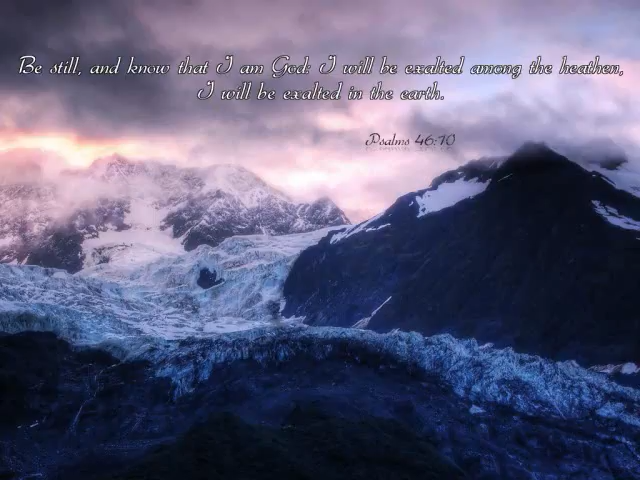 Be still, and know that I am God: I will be exalted among the heathen,
I will be exalted in the earth.
Psalms 46:10